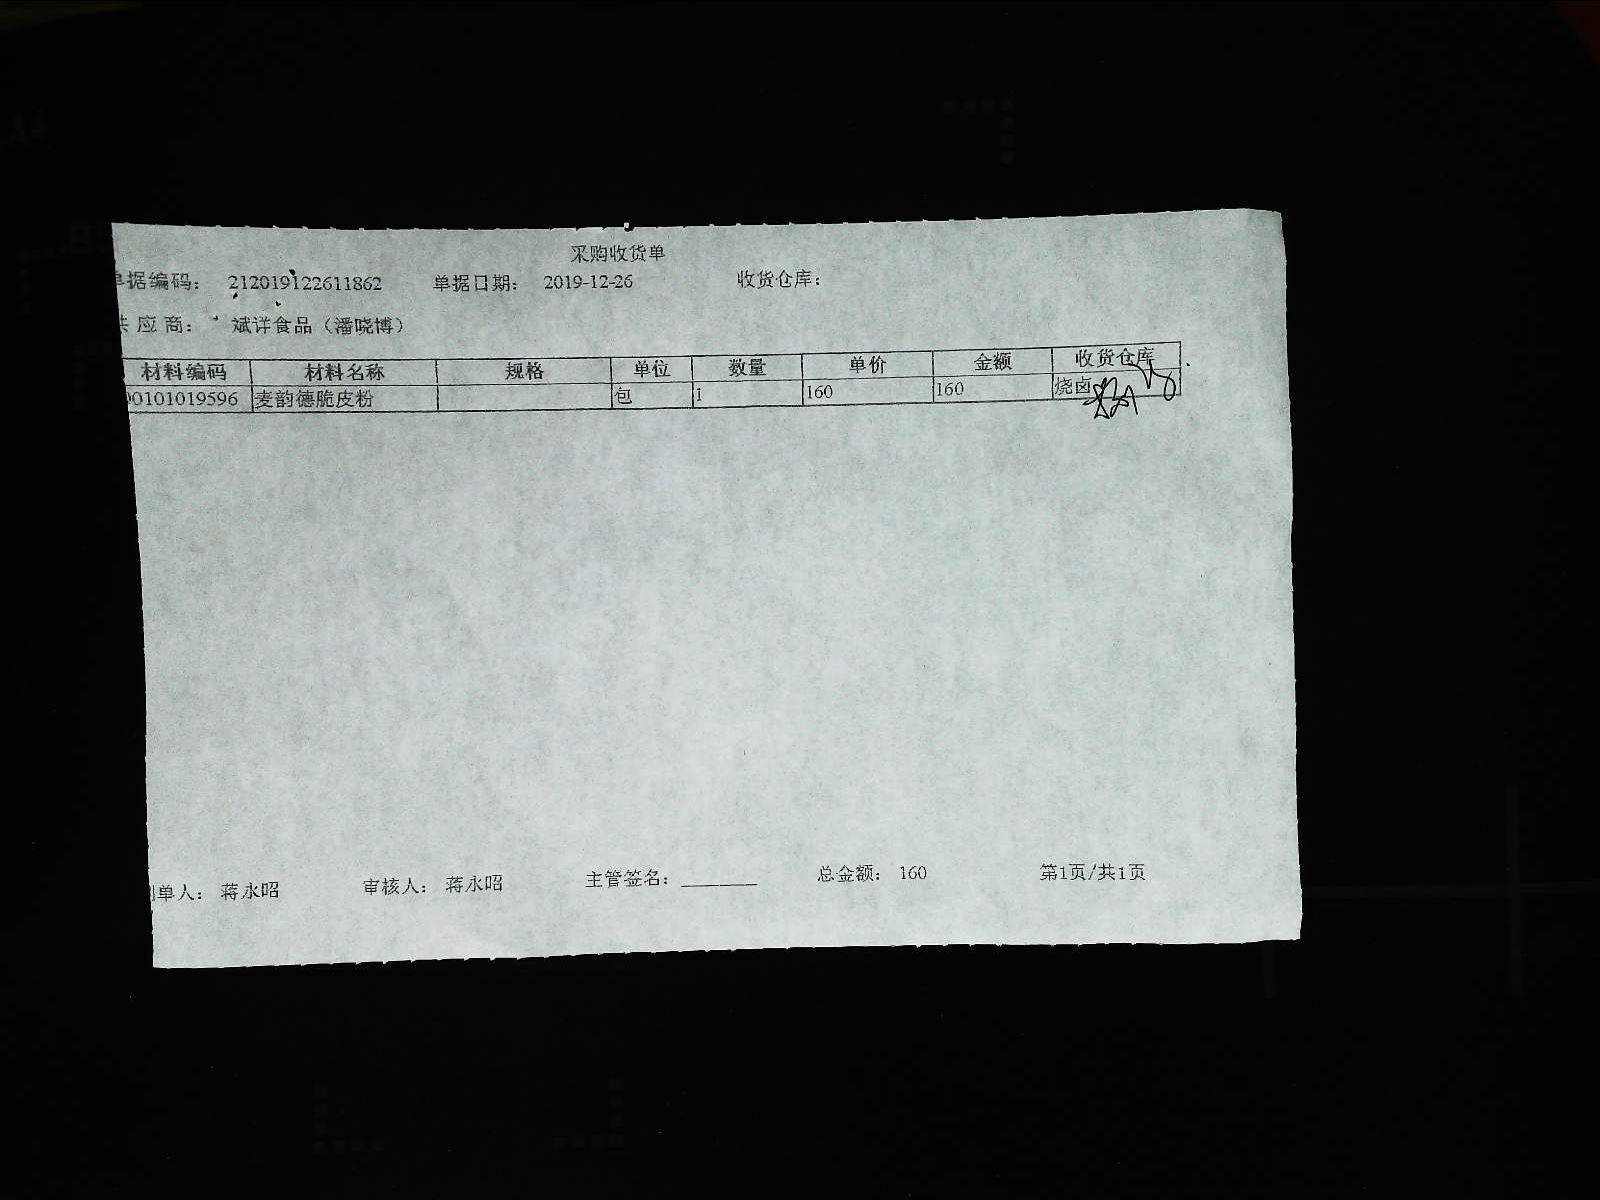 采购收货单
单据编码： 212019122611862 单据日期： 2019-12-26 收货仓库：
供应商： 斌详食品（潘晓博）
材料编码 材料名称 规格 单位 数量 单价 金额 收货仓库
00101019596 麦韵德脆皮粉 包 1 160 160 烧卤
制单人： 蒋永昭 审核人： 蒋永昭 主管签名：________ 总金额： 160 第1页/共1页